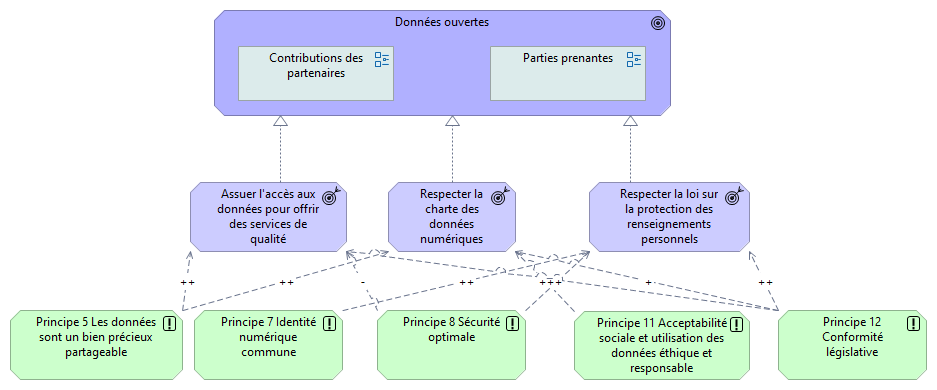 Données ouvertes
Contributions des
partenaires
Parties prenantes
Assuer l'accès aux
données pour offrir
des services de
qualité
Respecter la
charte des
données
numériques
Respecter la loi sur
la protection des
renseignements
personnels
++
++
-
++
+++
+
++
Principe 5 Les données
sont un bien précieux
partageable
Principe 7 Identité
numérique
commune
Principe 8 Sécurité
optimale
Principe 11 Acceptabilité
sociale et utilisation des
données éthique et
responsable
Principe 12
Conformité
législative